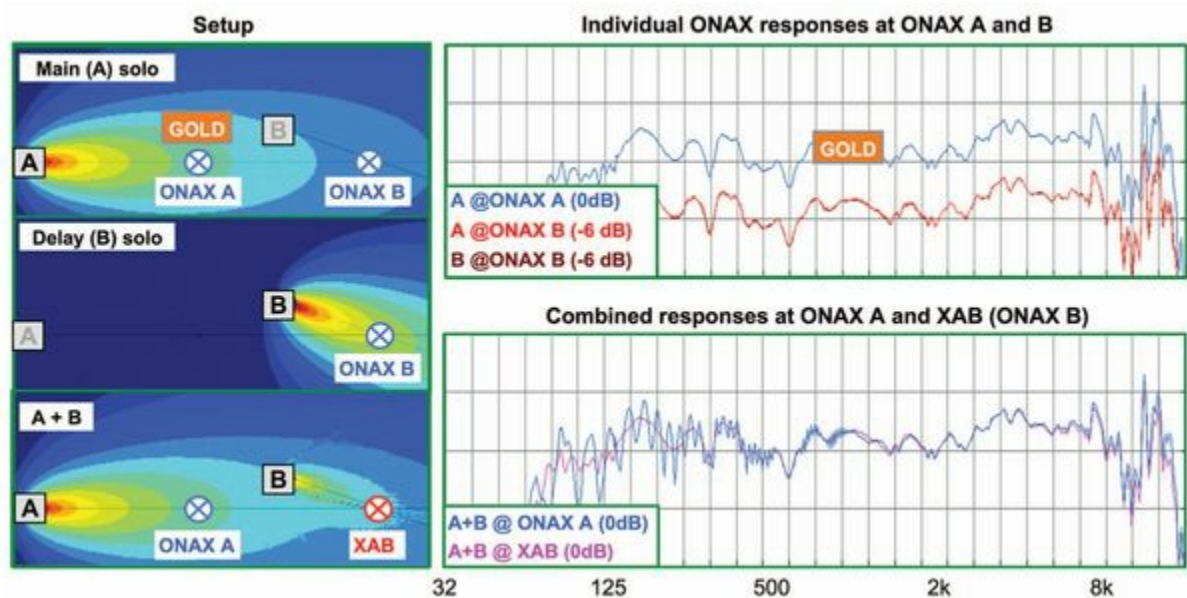 Setup
Main (A) solo
GOLD
A
B
ONAX A
ONAX B
Delay (B) solo
A
B
ONAX B
A + B
A
B
ONAX A
XAB
Individual ONAX responses at ONAX A and B
GOLD
A @ONAX A (0dB)
A @ONAX B (-6 dB)
B @ONAX B (-6 dB)
Combined responses at ONAX A and XAB (ONAX B)
A+B @ ONAX A (0dB)
A+B @ XAB (0dB)
32 125 500 2k 8k